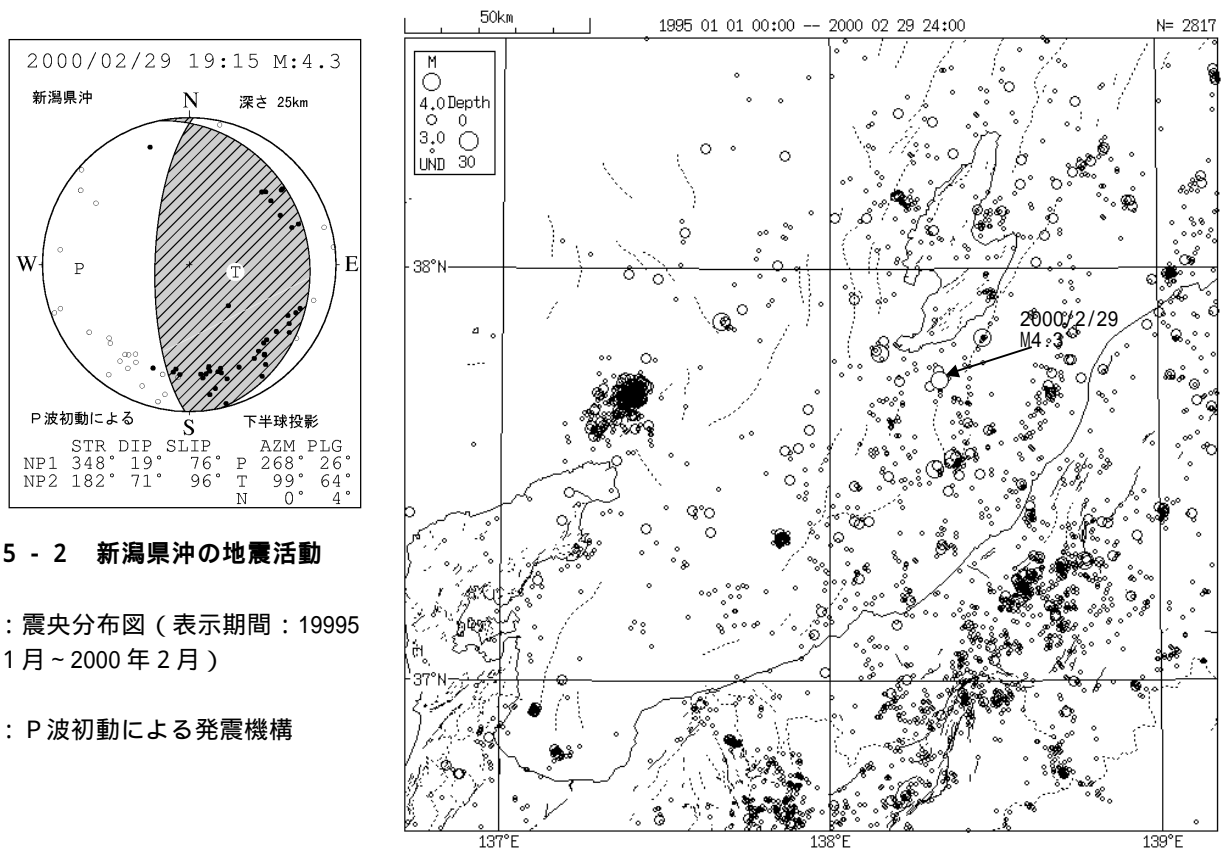 2000/02/29 19:15 M:4.3
新潟県沖
N
深さ 25km
W
P
T
E
P波初動による
S
下半球投影
STR DIP SLIP AZM PLG
NP1 348° 19° 76° P 268° 26°
NP2 182° 71° 96° T 99° 64°
N 0° 4°
5 - 2 新潟県沖の地震活動
:震央分布図(表示期間:19995
1月~2000年2月)
:P波初動による発震機構
50km
1995 01 01 00:00 -- 2000 02 29 24:00
N= 2817
M
4.0 Depth
0
3.0
UND 30
38°N
2000/2/29
M4.3
37°N
137°E
138°E
139°E